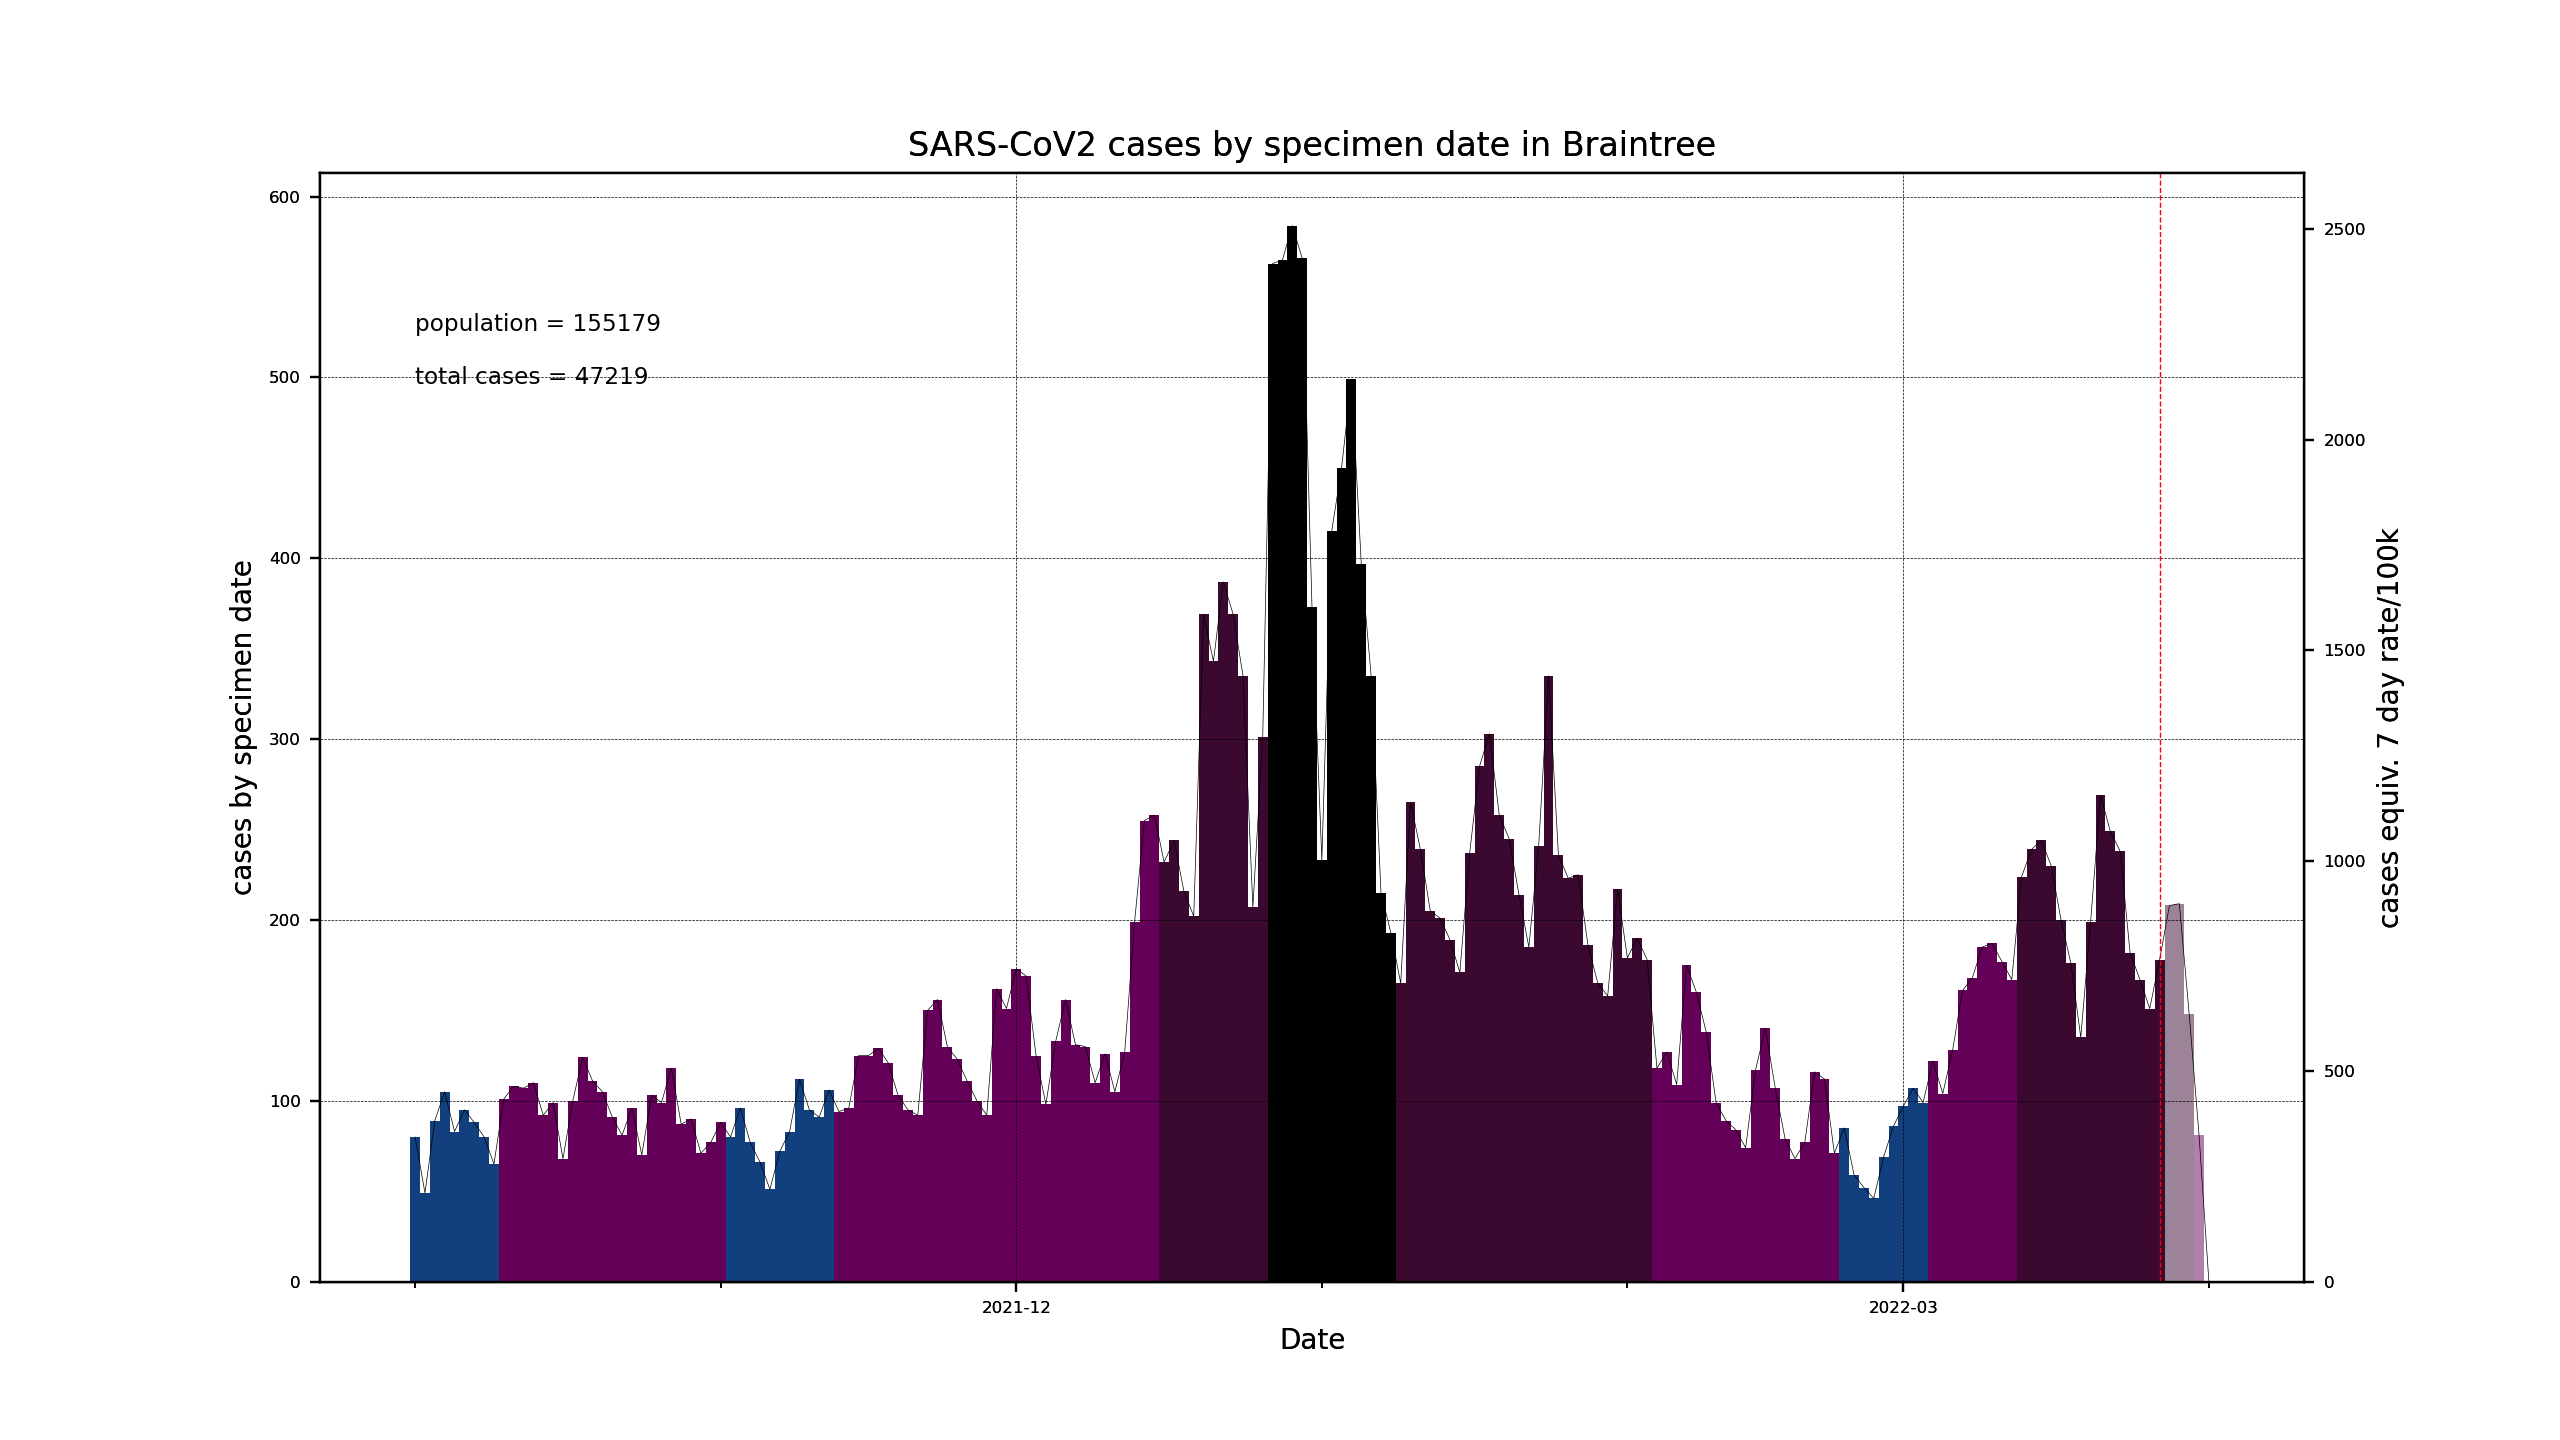 SARS-CoV2 cases by specimen date in Braintree
population = 155179
total cases = 47219
cases by specimen date
600
500
400
300
200
100
0
2500
2000
1500
1000
500
0
cases equiv. 7 day rate/100k
2021-12
2022-03
Date